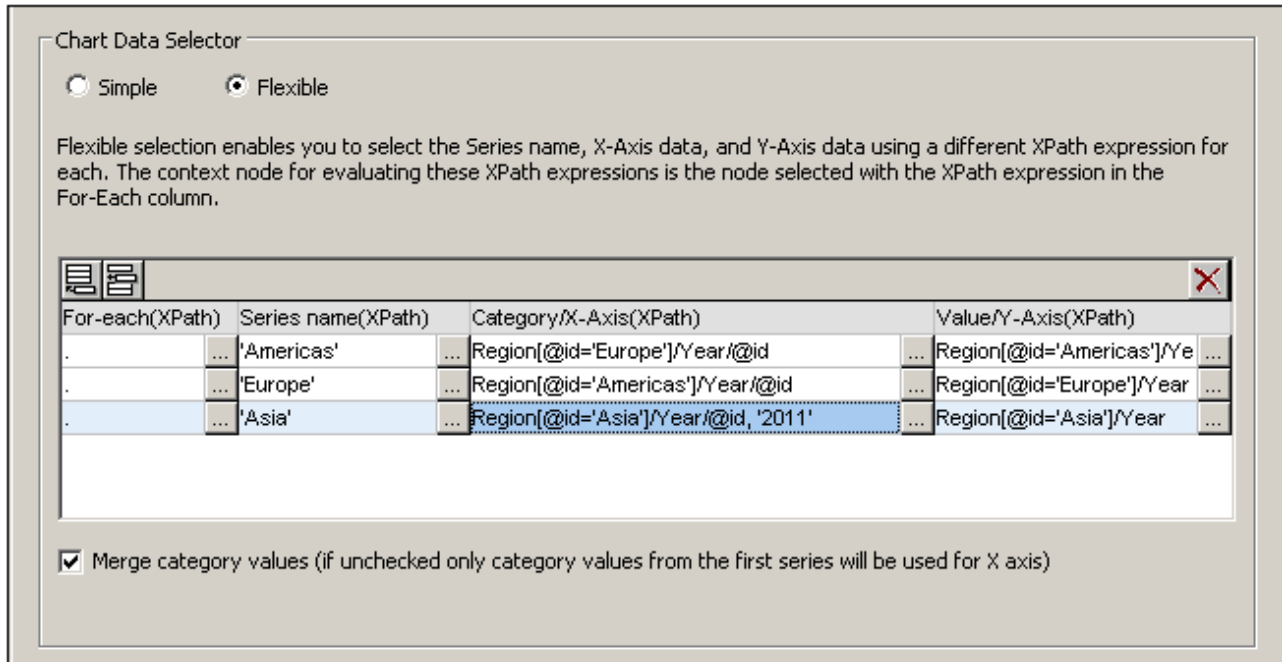 Chart Data Selector
Simple Flexible
Flexible selection enables you to select the Series name, X-Axis data, and Y-Axis data using a different XPath expression for
each. The context node for evaluating these XPath expressions is the node selected with the XPath expression in the
For-Each column.
For-each(XPath) Series name(XPath) Category/X-Axis(XPath) Value/Y-Axis(XPath)
. ... 'Americas' ... Region[@id='Europe']/Year/@id ... Region[@id='Americas']/Ye ...
. ... 'Europe' ... Region[@id='Americas']/Year/@id ... Region[@id='Europe']/Year ...
. ... 'Asia' ... Region[@id='Asia']/Year/@id, '2011' ... Region[@id='Asia']/Year ...
Merge category values (if unchecked only category values from the first series will be used for X axis)